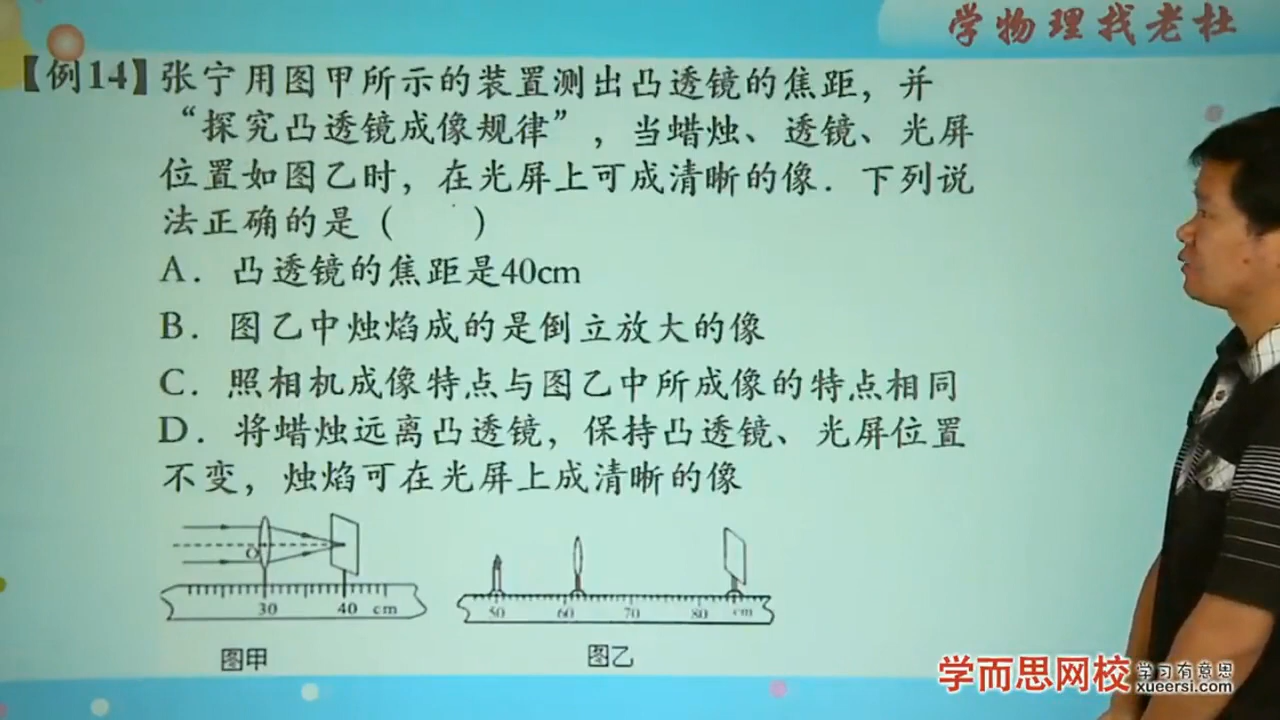 学物理找老杜
【例14】张宁用图甲所示的装置测出凸透镜的焦距，并
“探究凸透镜成像规律”，当蜡烛、透镜、光屏
位置如图乙时，在光屏上可成清晰的像．下列说
法正确的是（ ）
A．凸透镜的焦距是40cm
B．图乙中烛焰成的是倒立放大的像
C．照相机成像特点与图乙中所成像的特点相同
D．将蜡烛远离凸透镜，保持凸透镜、光屏位置
不变，烛焰可在光屏上成清晰的像
O
30 40 cm
50 60 70 80 cm
图甲
图乙
学而思网校 学习有意思
xueersi.com